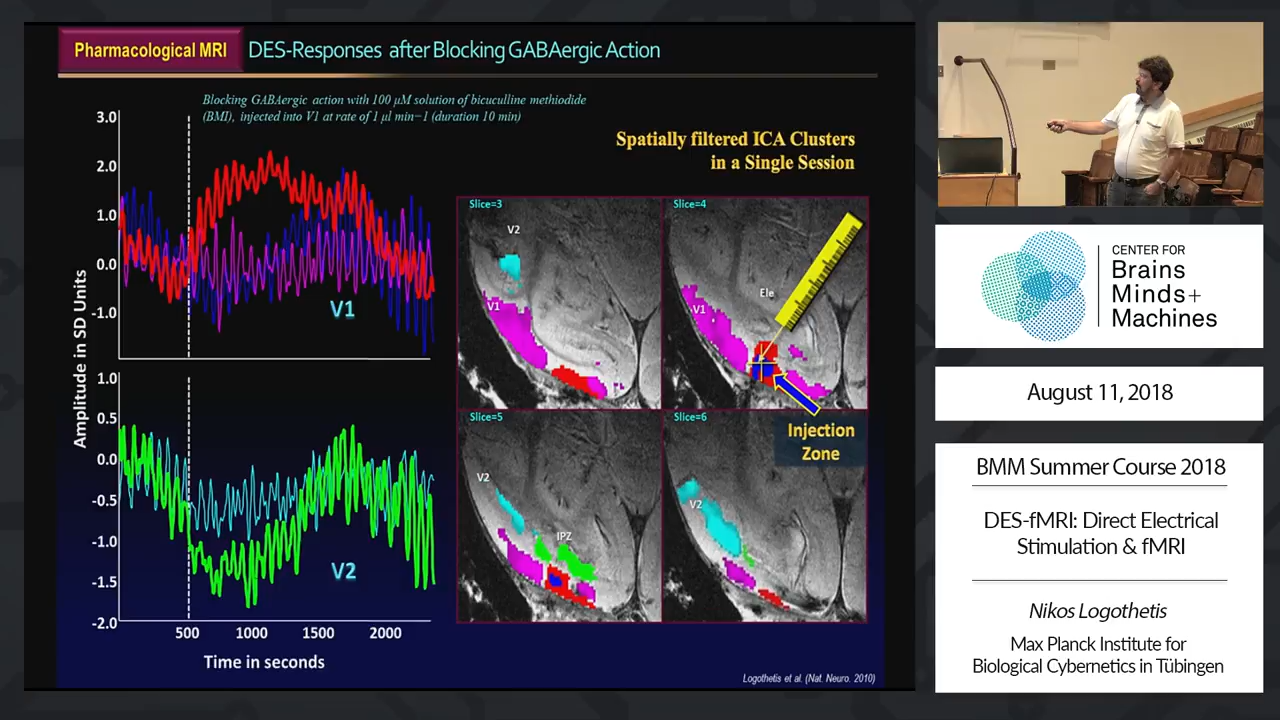 Pharmacological MRI
DES-Responses after Blocking GABAergic Action
Blocking GABAergic action with 100 µM solution of bicuculline methiodide
(BMI), injected into V1 at rate of 1 µl min−1 (duration 10 min)
Spatially filtered ICA Clusters
in a Single Session
3.0
2.0
1.0
0.0
-1.0
V1
Amplitude in SD Units
1.0
0.5
0.0
-0.5
-1.0
-1.5
-2.0
V2
500
1000
1500
2000
Time in seconds
Slice=3
V2
V1
Slice=4
Ele
V1
Injection
Zone
Slice=5
V2
IPZ
Slice=6
V2
Logothetis et al. (Nat. Neuro. 2010)
CENTER FOR
Brains
Minds+
Machines
August 11, 2018
BMM Summer Course 2018
DES-fMRI: Direct Electrical
Stimulation & fMRI
Nikos Logothetis
Max Planck Institute for
Biological Cybernetics in Tübingen